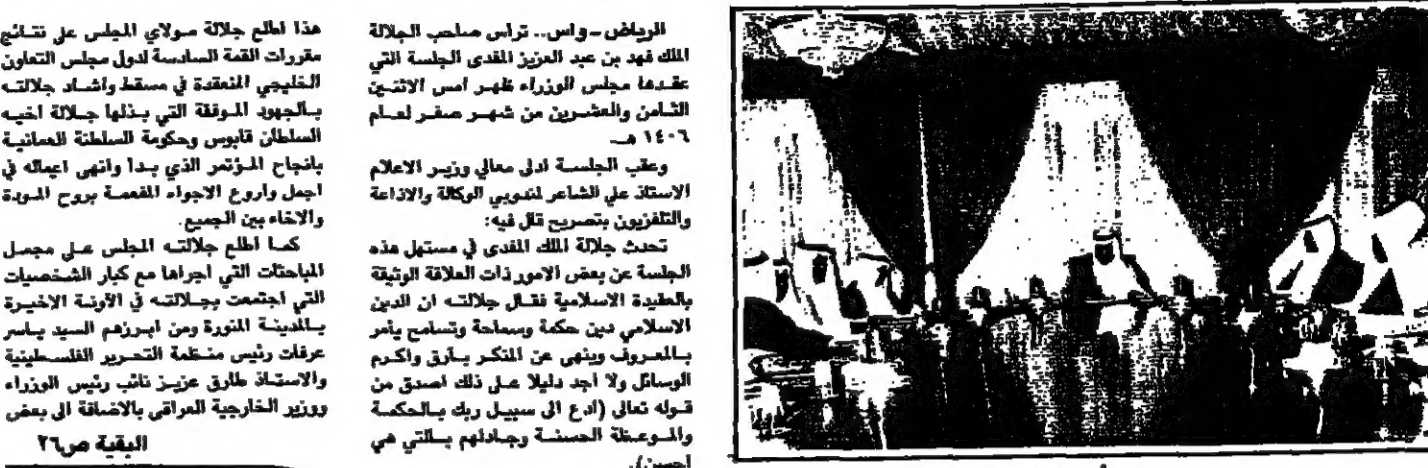 الرياض ـ واس.. ترأس صاحب الجلالة
الملك فهد بن عبد العزيز المفدى الجلسة التي
عقدها مجلس الوزراء ظهر امس الاثنين
الثامن والعشرين من شهر صفر لعام
١٤٠٦ هـ
وعقب الجلسة ادلى معالي وزير الاعلام
الاستاذ علي الشاعر لمندوبي الوكالة والاذاعة
والتلفزيون بتصريح قال فيه:
تحدث جلالة الملك المفدى في مستهل هذه
الجلسة عن بعض الامور ذات العلاقة الوثيقة
بالعقيدة الاسلامية فقال جلالته ان الدين
الاسلامي دين حكمة وسماحة وتسامح يأمر
بالمعروف وينهى عن المنكر بأرق واكرم
الوسائل ولا اجد دليلا على ذلك اصدق من
قوله تعالى (ادع الى سبيل ربك بالحكمة
والموعظة الحسنة وجادلهم بالتي هي
احسن).
هذا اطلع جلالة مولاي المجلس على نتائج
مقررات القمة السادسة لدول مجلس التعاون
الخليجي المنعقدة في مسقط واشاد جلالته
بالجهود الموفقة التي بذلها جلالة اخيه
السلطان قابوس وحكومة السلطنة العمانية
بانجاح المؤتمر الذي بدأ وانهى اعماله في
اجمل واروع الاجواء المفعمة بروح المودة
والاخاء بين الجميع.
كما اطلع جلالته المجلس على مجمل
المباحثات التي اجراها مع كبار الشخصيات
التي اجتمعت بجلالته في الآونة الاخيرة
بالمدينة المنورة ومن ابرزهم السيد ياسر
عرفات رئيس منظمة التحرير الفلسطينية
والاستاذ طارق عزيز نائب رئيس الوزراء
ووزير الخارجية العراقي بالاضافة الى بعض
البقية ص٢٦